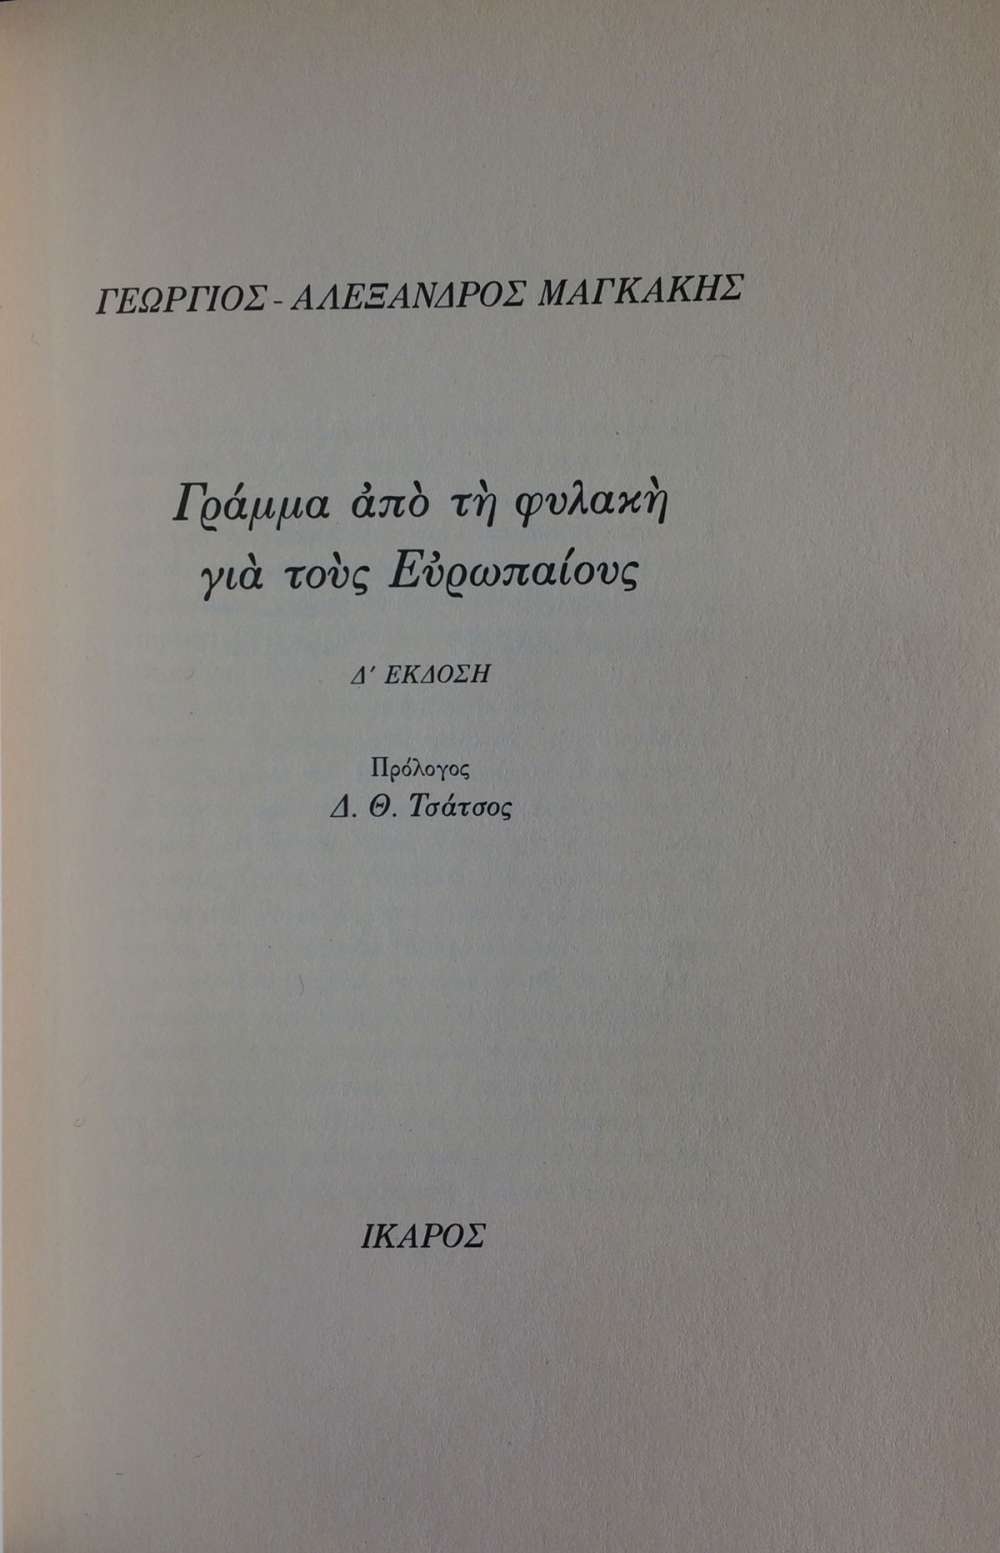 ΓΕΩΡΓΙΟΣ - ΑΛΕΞΑΝΔΡΟΣ ΜΑΓΚΑΚΗΣ
Γράμμα ἀπὸ τὴ φυλακὴ
γιὰ τοὺς Εὐρωπαίους
Δ' ΕΚΔΟΣΗ
Πρόλογος
Δ. Θ. Τσάτσος
ΙΚΑΡΟΣ